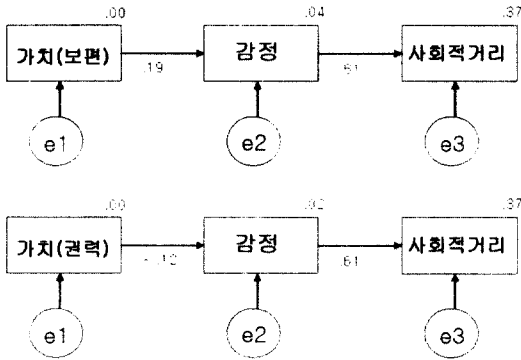 .00 .04 .37
가치(보편) 감정 사회적거리
.19 .61
e1 e2 e3
.00 .02 .37
가치(권력) 감정 사회적거리
-.12 .61
e1 e2 e3